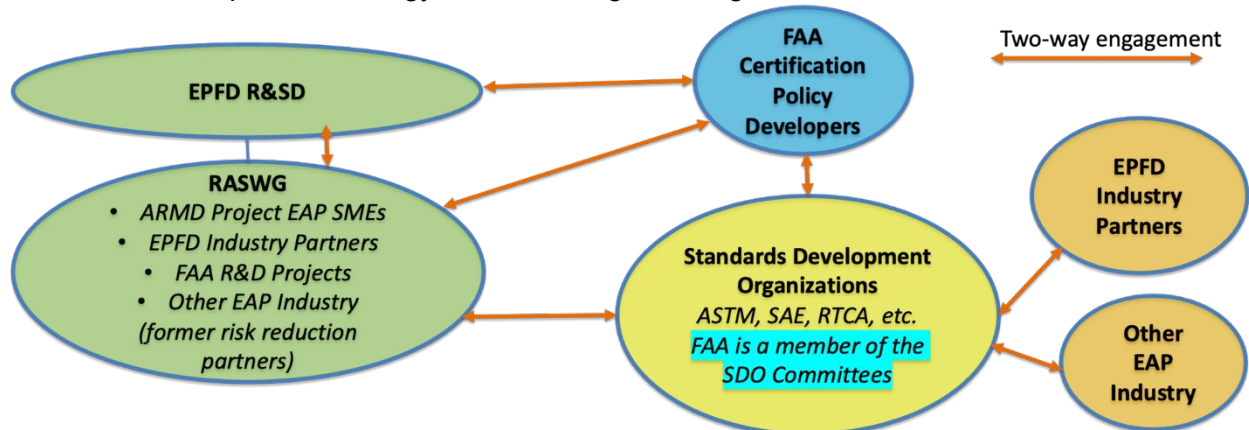 EPFD R&SD
FAA
Certification
Policy
Developers
Two-way engagement
RASWG
• ARMD Project EAP SMEs
• EPFD Industry Partners
• FAA R&D Projects
• Other EAP Industry
(former risk reduction
partners)
Standards Development
Organizations
ASTM, SAE, RTCA, etc.
FAA is a member of the
SDO Committees
EPFD
Industry
Partners
Other
EAP
Industry